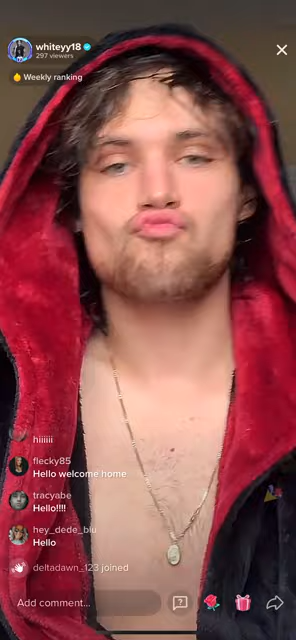 whiteyy18
297 viewers
Weekly ranking
hiiiiii
flecky85
Hello welcome home
tracyabe
Hello!!!!
hey_dede_blu
Hello
deltadawn_123 joined
Add comment...